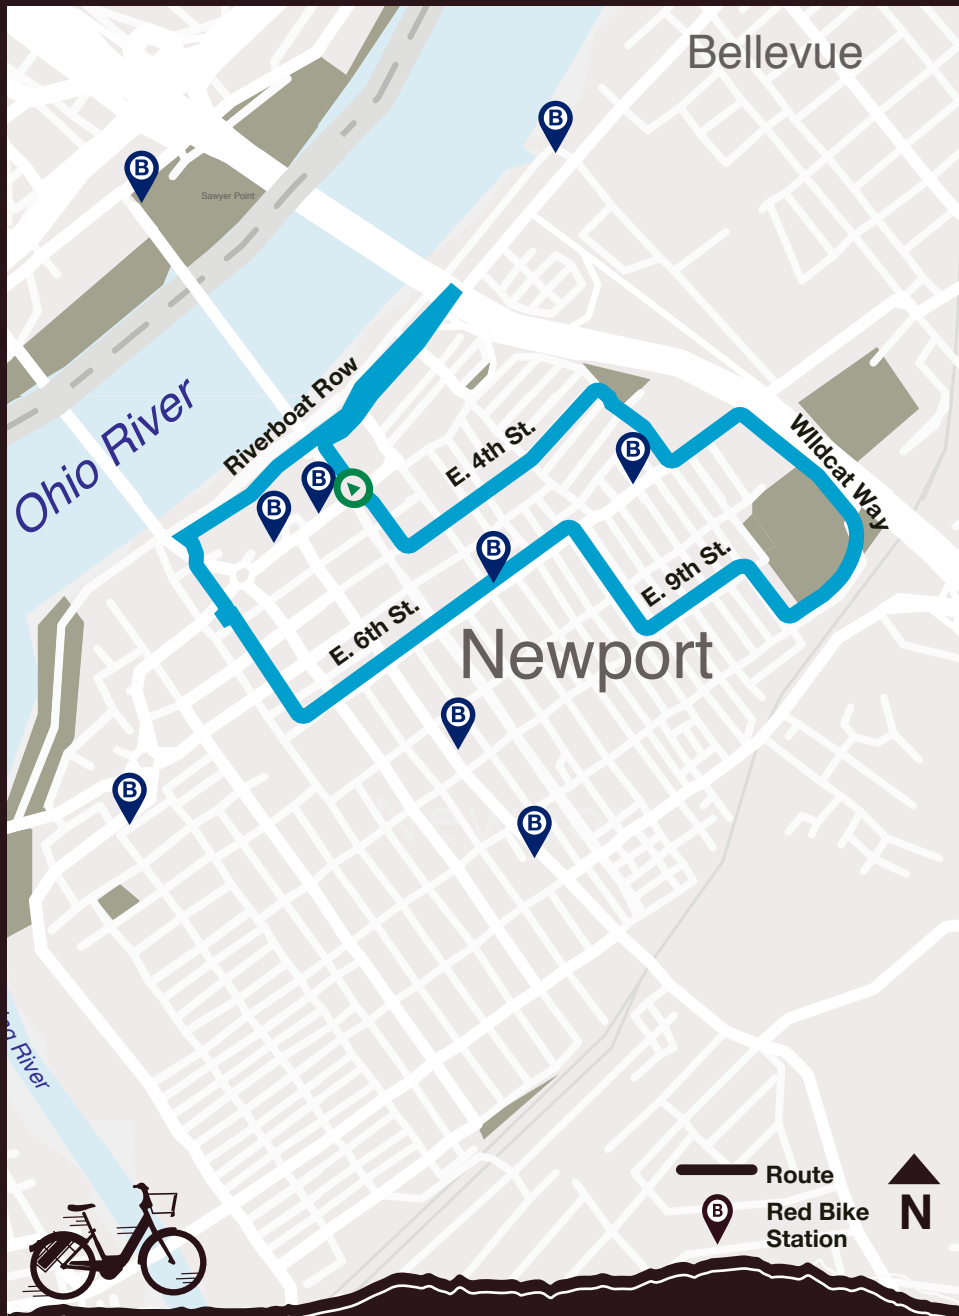 Bellevue
B
B
Sawyer Point
Ohio River
Riverboat Row
E. 4th St.
Wildcat Way
B
B
B
B
E. 9th St.
E. 6th St.
Newport
B
B
B
River
Route
B
Red Bike
Station
N